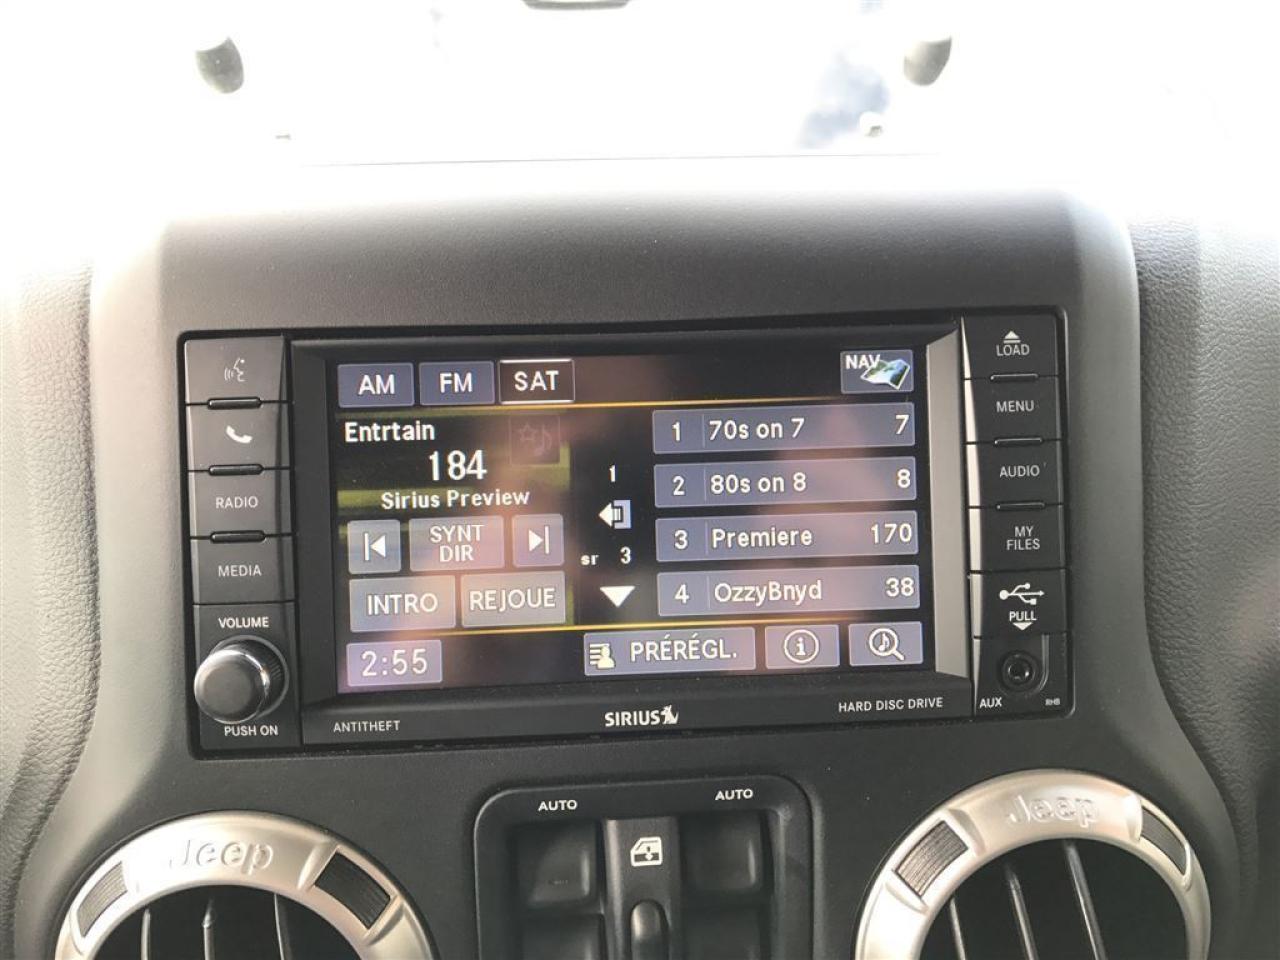 LOAD
MENU
AUDIO
MY
FILES
PULL
AUX
RHB
RADIO
MEDIA
VOLUME
PUSH ON
AM FM SAT NAV
Entrtain
184
Sirius Preview
SYNT
DIR
INTRO REJOUE
2:55
1
sr 3
1 70s on 7 7
2 80s on 8 8
3 Premiere 170
4 OzzyBnyd 38
PRÉRÉGL. i
ANTITHEFT SIRIUS HARD DISC DRIVE
AUTO AUTO
Jeep Jeep